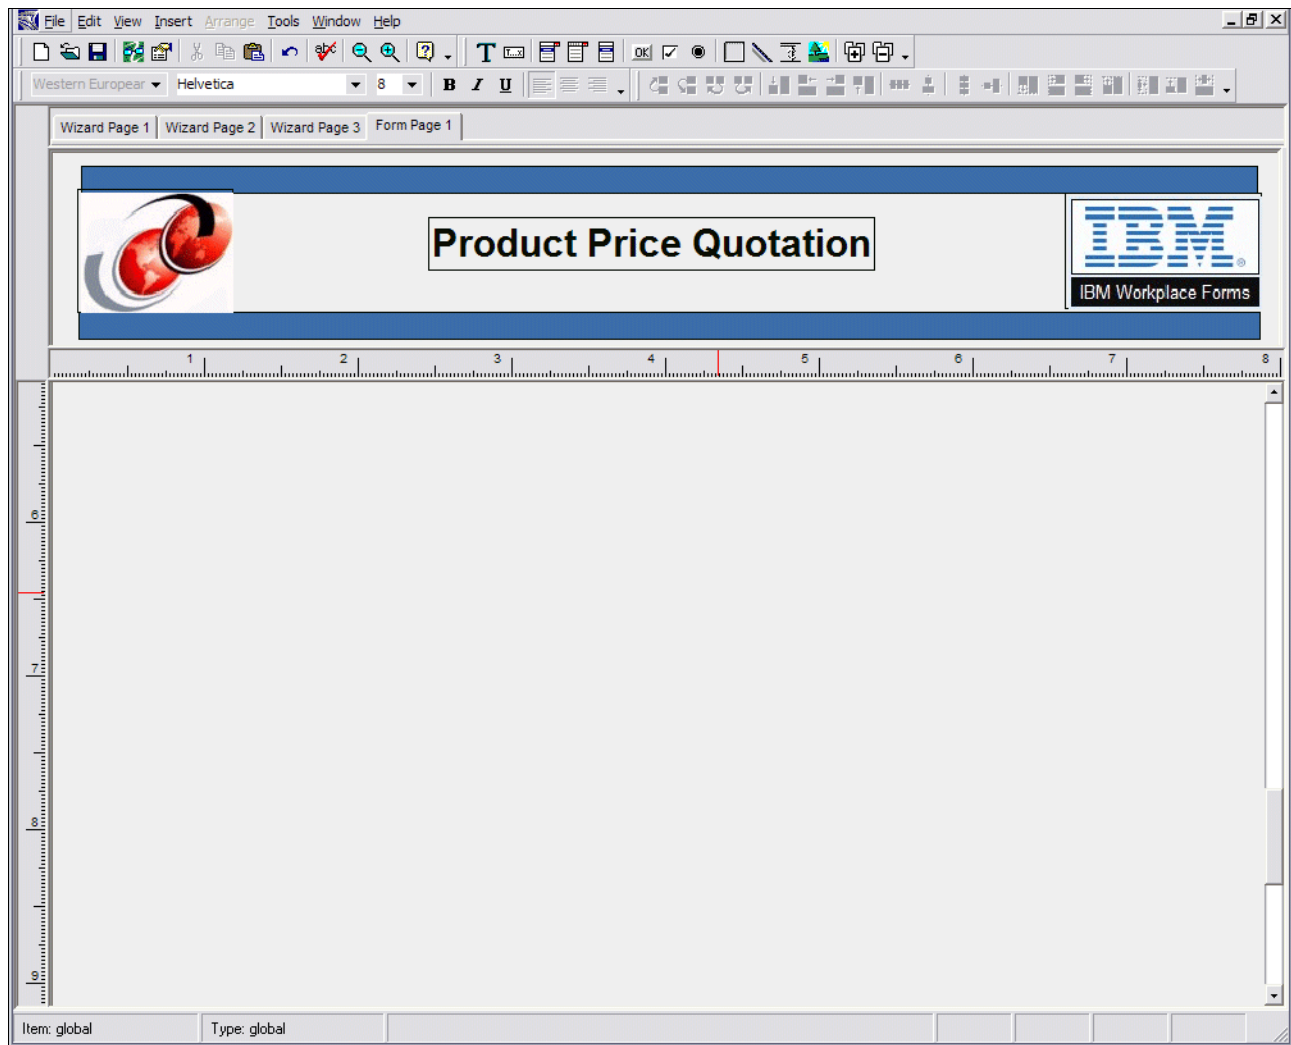 File Edit View Insert Arrange Tools Window Help
T T...X OK
Western Europear Helvetica 8 B I U
Wizard Page 1 Wizard Page 2 Wizard Page 3 Form Page 1
Product Price Quotation
IBM®
IBM Workplace Forms
1 2 3 4 5 6 7 8
6
7
8
9
Item: global Type: global